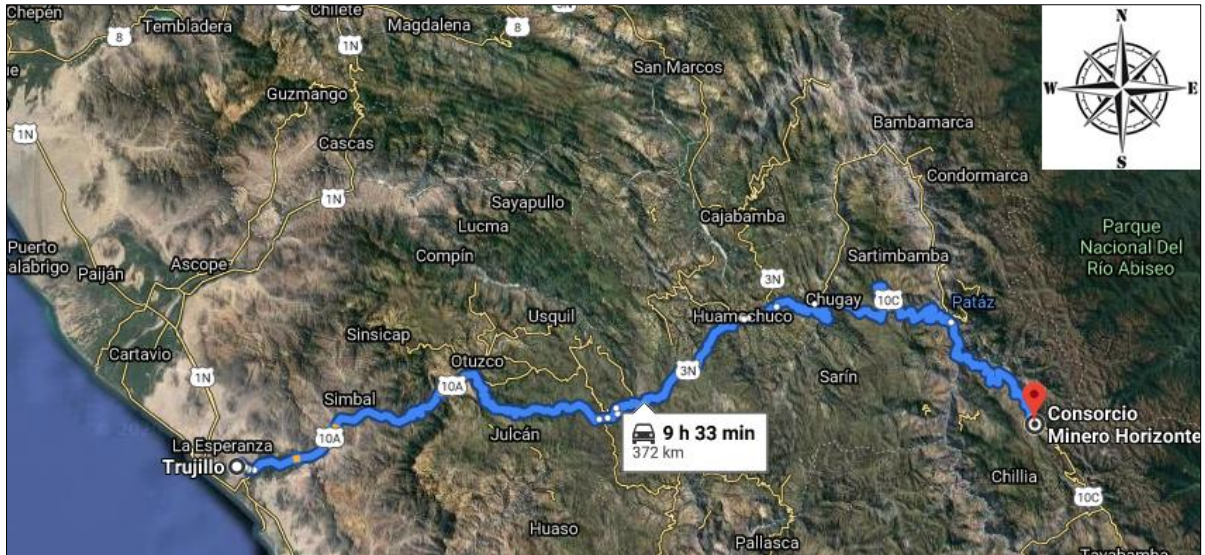 Chepén
Chilete
Tembladera
Magdalena
8
8
1N
San Marcos
N
W
E
S
Guzmango
1N
Cascas
Bambamarca
Condormarca
1N
Sayapullo
Cajabamba
Lucma
Parque
Nacional Del
Río Abiseo
Puerto
Compín
Ascope
Paiján
Sartimbamba
3N
Chugay
10C
Patáz
Usquil
Huamachuco
Sinsicap
Cartavio
Otuzco
1N
10A
3N
Sarín
Simbal
Julcán
10A
9 h 33 min
372 km
Consorcio
Minero Horizonte
La Esperanza
Trujillo
Chillia
10C
Huaso
Pallasca
Tayabamba